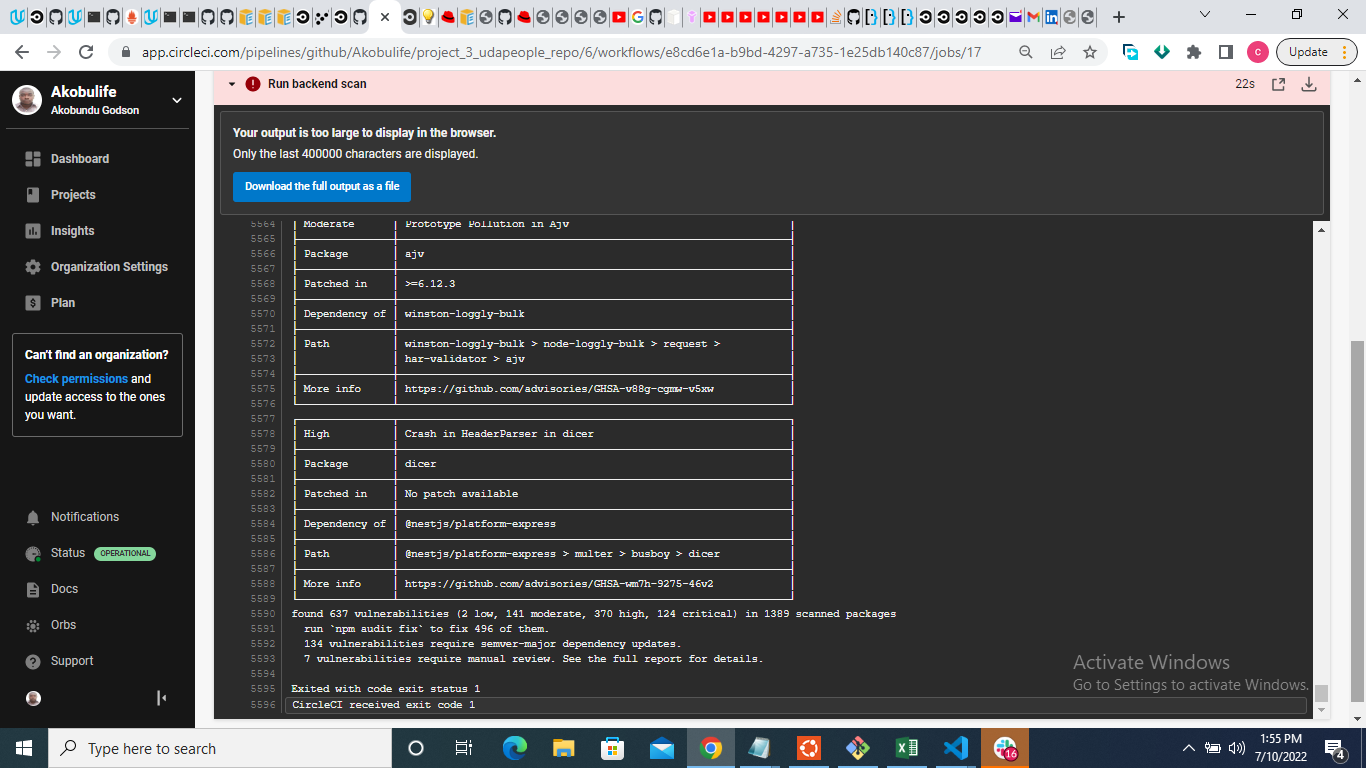 app.circleci.com/pipelines/github/Akobulife/project_3_udapeople_repo/6/workflows/e8cd6e1a-b9bd-4297-a735-1e25db140c87/jobs/17
C
Update
Akobulife
Akobundu Godson
Dashboard
Projects
Insights
Organization Settings
Plan
Can't find an organization?
Check permissions and
update access to the ones
you want.
Notifications
Status OPERATIONAL
Docs
Orbs
Support
Run backend scan 22s
Your output is too large to display in the browser.
Only the last 400000 characters are displayed.
Download the full output as a file
5564 Moderate Prototype Pollution in Ajv
5565
5566 Package ajv
5567
5568 Patched in >=6.12.3
5569
5570 Dependency of winston-loggly-bulk
5571
5572 Path winston-loggly-bulk > node-loggly-bulk > request >
5573 har-validator > ajv
5574
5575 More info https://github.com/advisories/GHSA-v88g-cgmw-v5xw
5576
5577
5578 High Crash in HeaderParser in dicer
5579
5580 Package dicer
5581
5582 Patched in No patch available
5583
5584 Dependency of @nestjs/platform-express
5585
5586 Path @nestjs/platform-express > multer > busboy > dicer
5587
5588 More info https://github.com/advisories/GHSA-wm7h-9275-46v2
5589
5590 found 637 vulnerabilities (2 low, 141 moderate, 370 high, 124 critical) in 1389 scanned packages
5591 run `npm audit fix` to fix 496 of them.
5592 134 vulnerabilities require semver-major dependency updates.
5593 7 vulnerabilities require manual review. See the full report for details.
5594
5595 Exited with code exit status 1
5596 CircleCI received exit code 1
Activate Windows
Go to Settings to activate Windows.
Type here to search
16
1:55 PM
7/10/2022
4